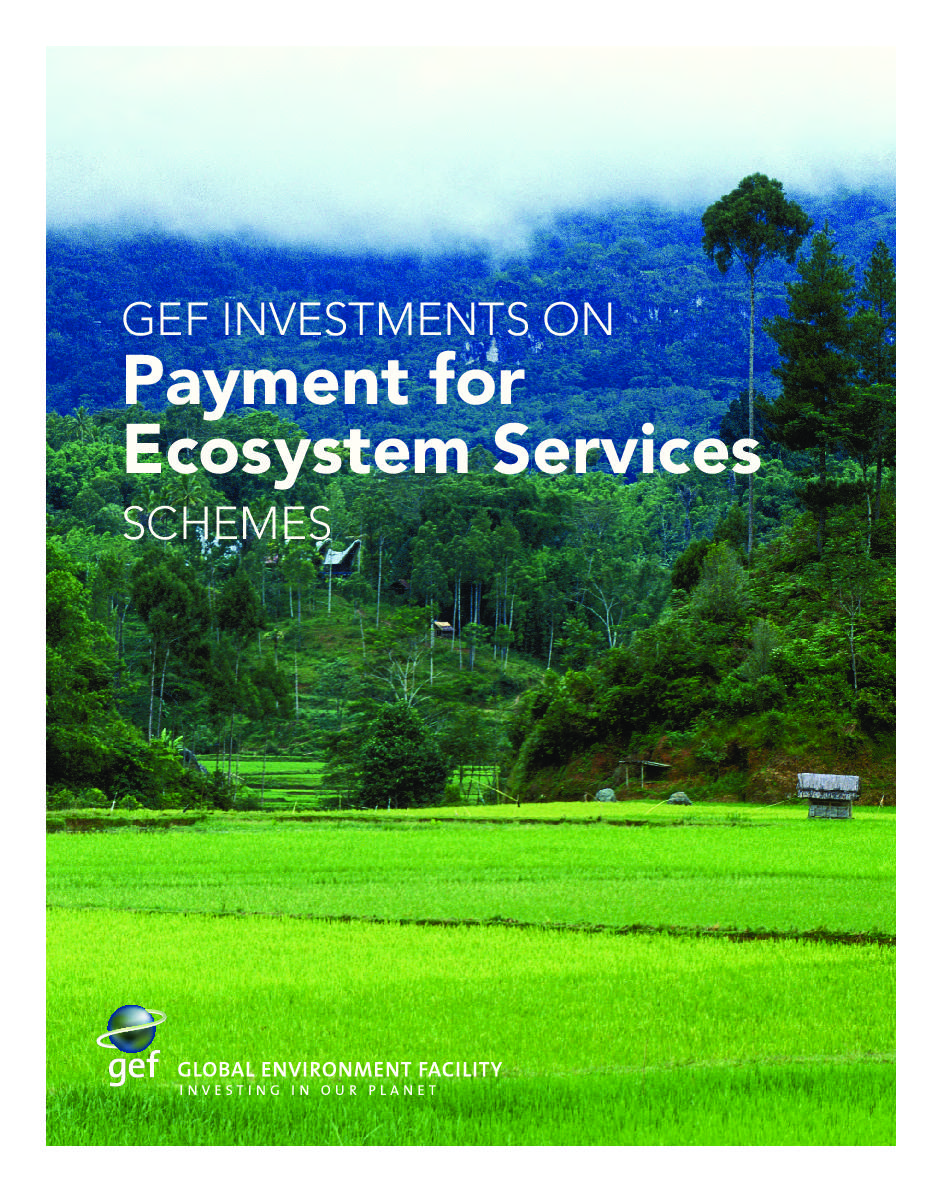 GEF INVESTMENTS ON
Payment for
Ecosystem Services
SCHEMES
gef GLOBAL ENVIRONMENT FACILITY
INVESTING IN OUR PLANET